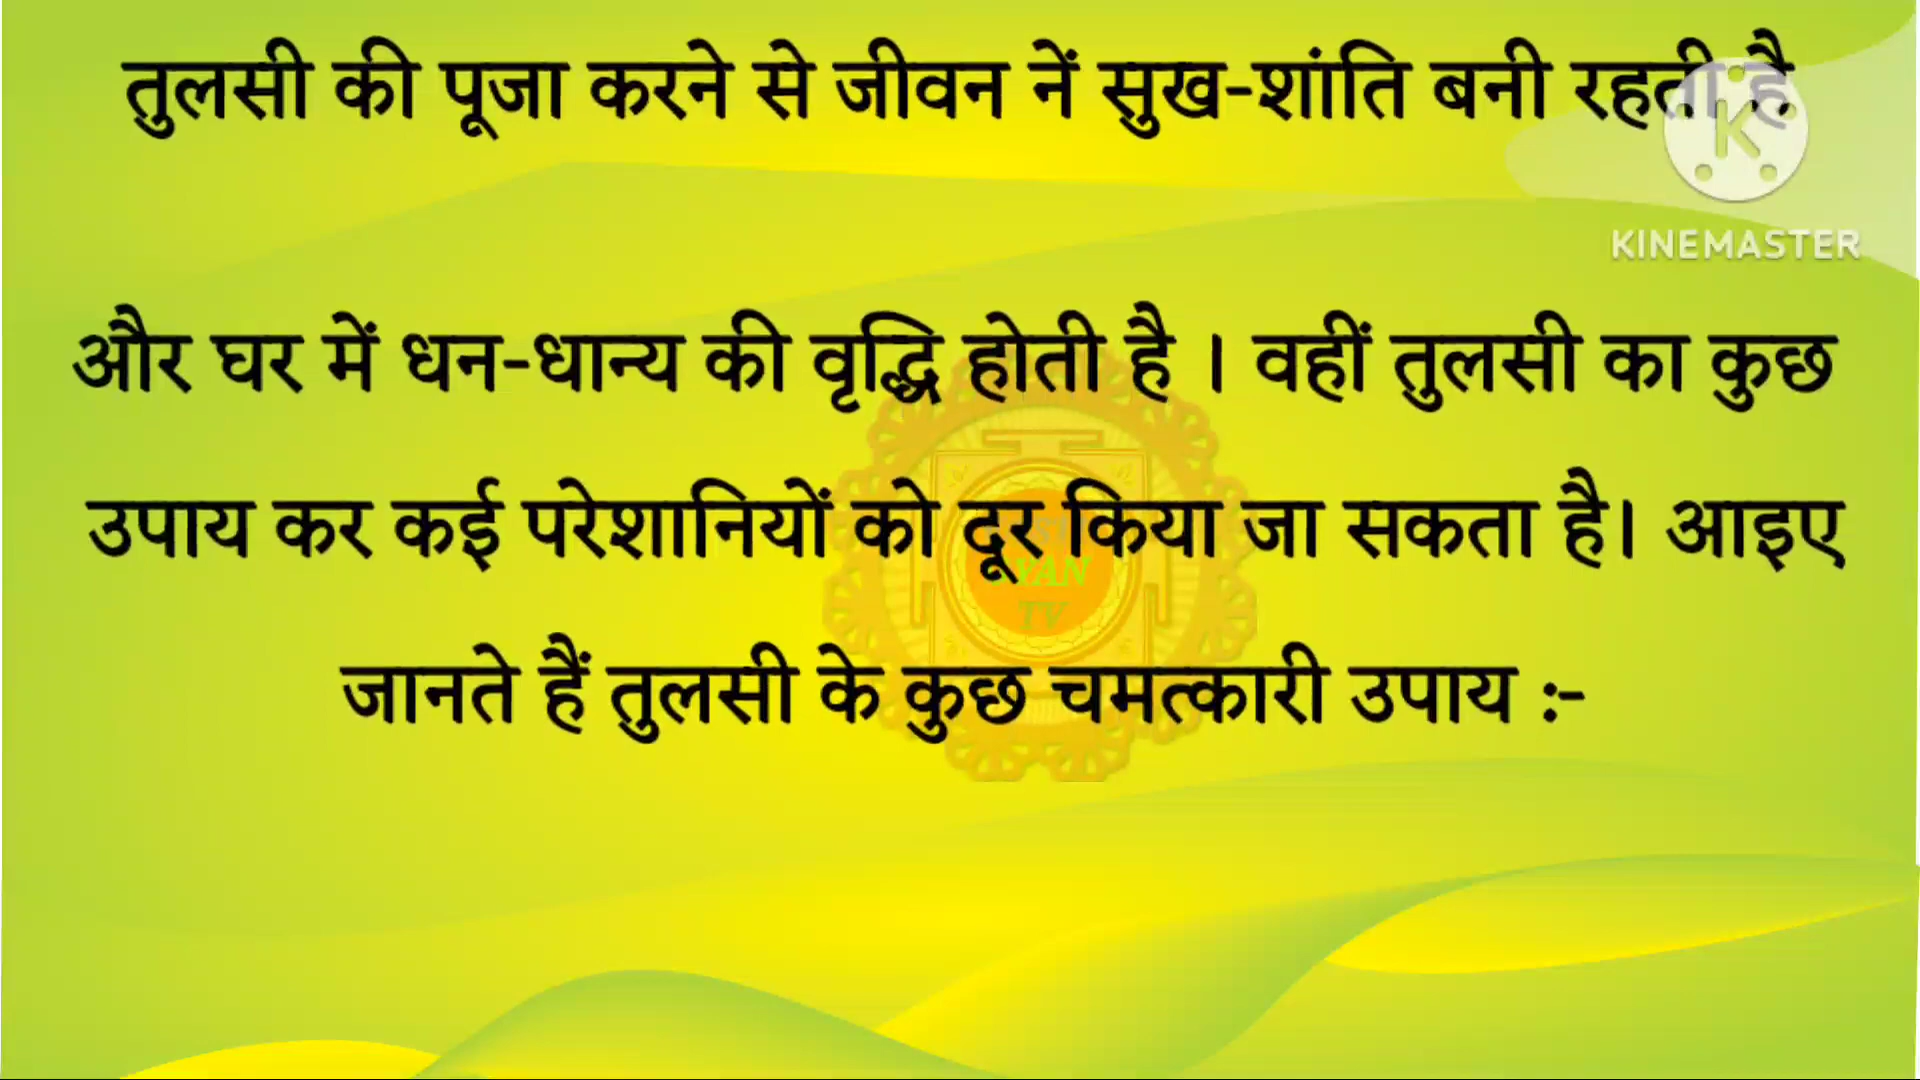 तुलसी की पूजा करने से जीवन नें सुख-शांति बनी रहती है
KINEMASTER
और घर में धन-धान्य की वृद्धि होती है । वहीं तुलसी का कुछ
उपाय कर कई परेशानियों को दूर किया जा सकता है। आइए
TV
जानते हैं तुलसी के कुछ चमत्कारी उपाय :-